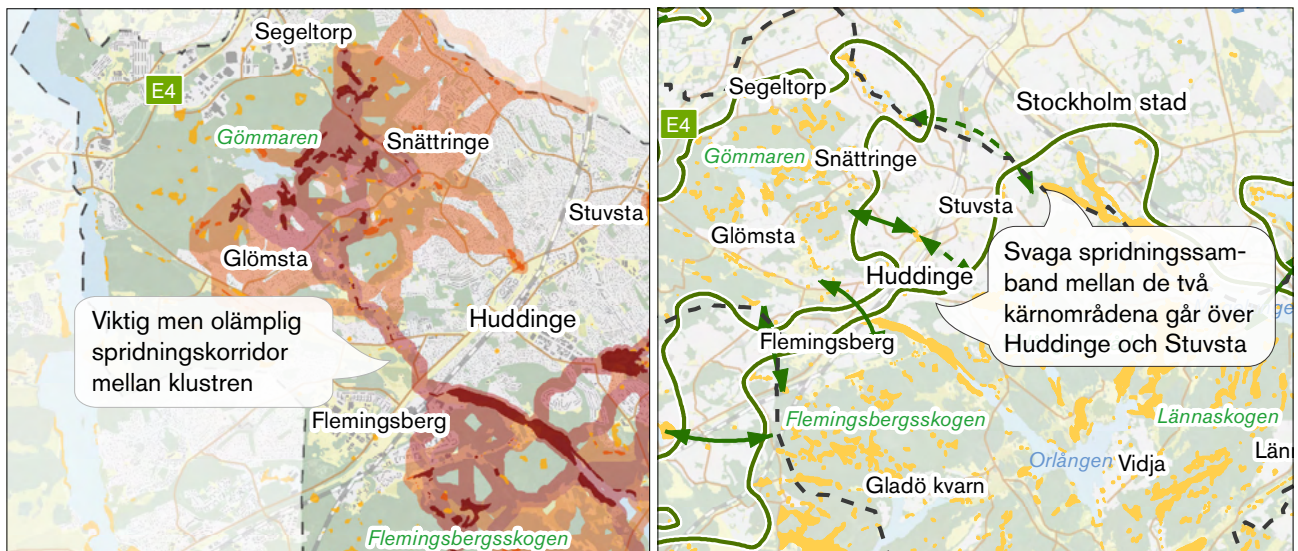 Segeltorp
E4
Gömmaren
Snättringe
Stuvsta
Glömsta
Huddinge
Viktig men olämplig
spridningskorridor
mellan klustren
Flemingsberg
Flemingsbergsskogen
Segeltorp
Stockholm stad
E4
Gömmaren
Snättringe
Stuvsta
Glömsta
Huddinge
Svaga spridningssam-
band mellan de två
kärnområdena går över
Huddinge och Stuvsta
Flemingsberg
Flemingsbergsskogen
Lännaskogen
Orlången
Vidja
Länn
Gladö kvarn